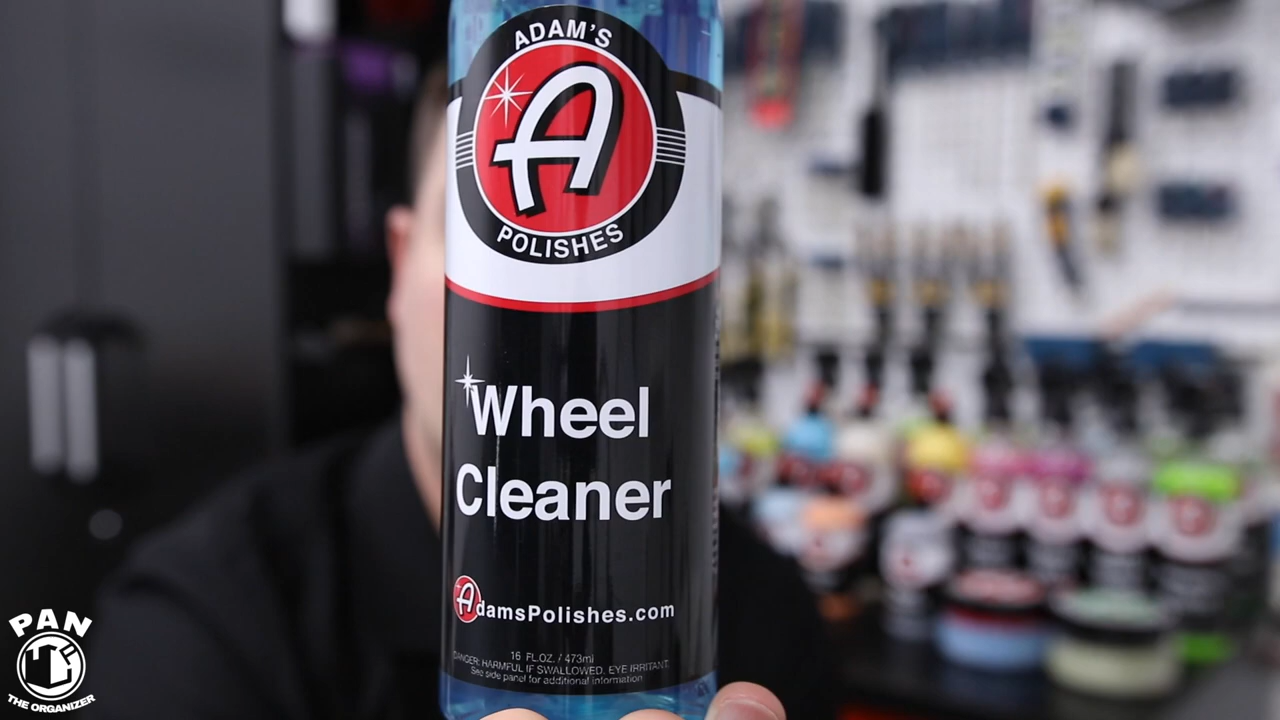 ADAM'S
A
POLISHES
Wheel
Cleaner
AdamsPolishes.com
16 FL.OZ. / 473ml
DANGER: HARMFUL IF SWALLOWED. EYE IRRITANT.
See side panel for additional information
PAN
THE ORGANIZER